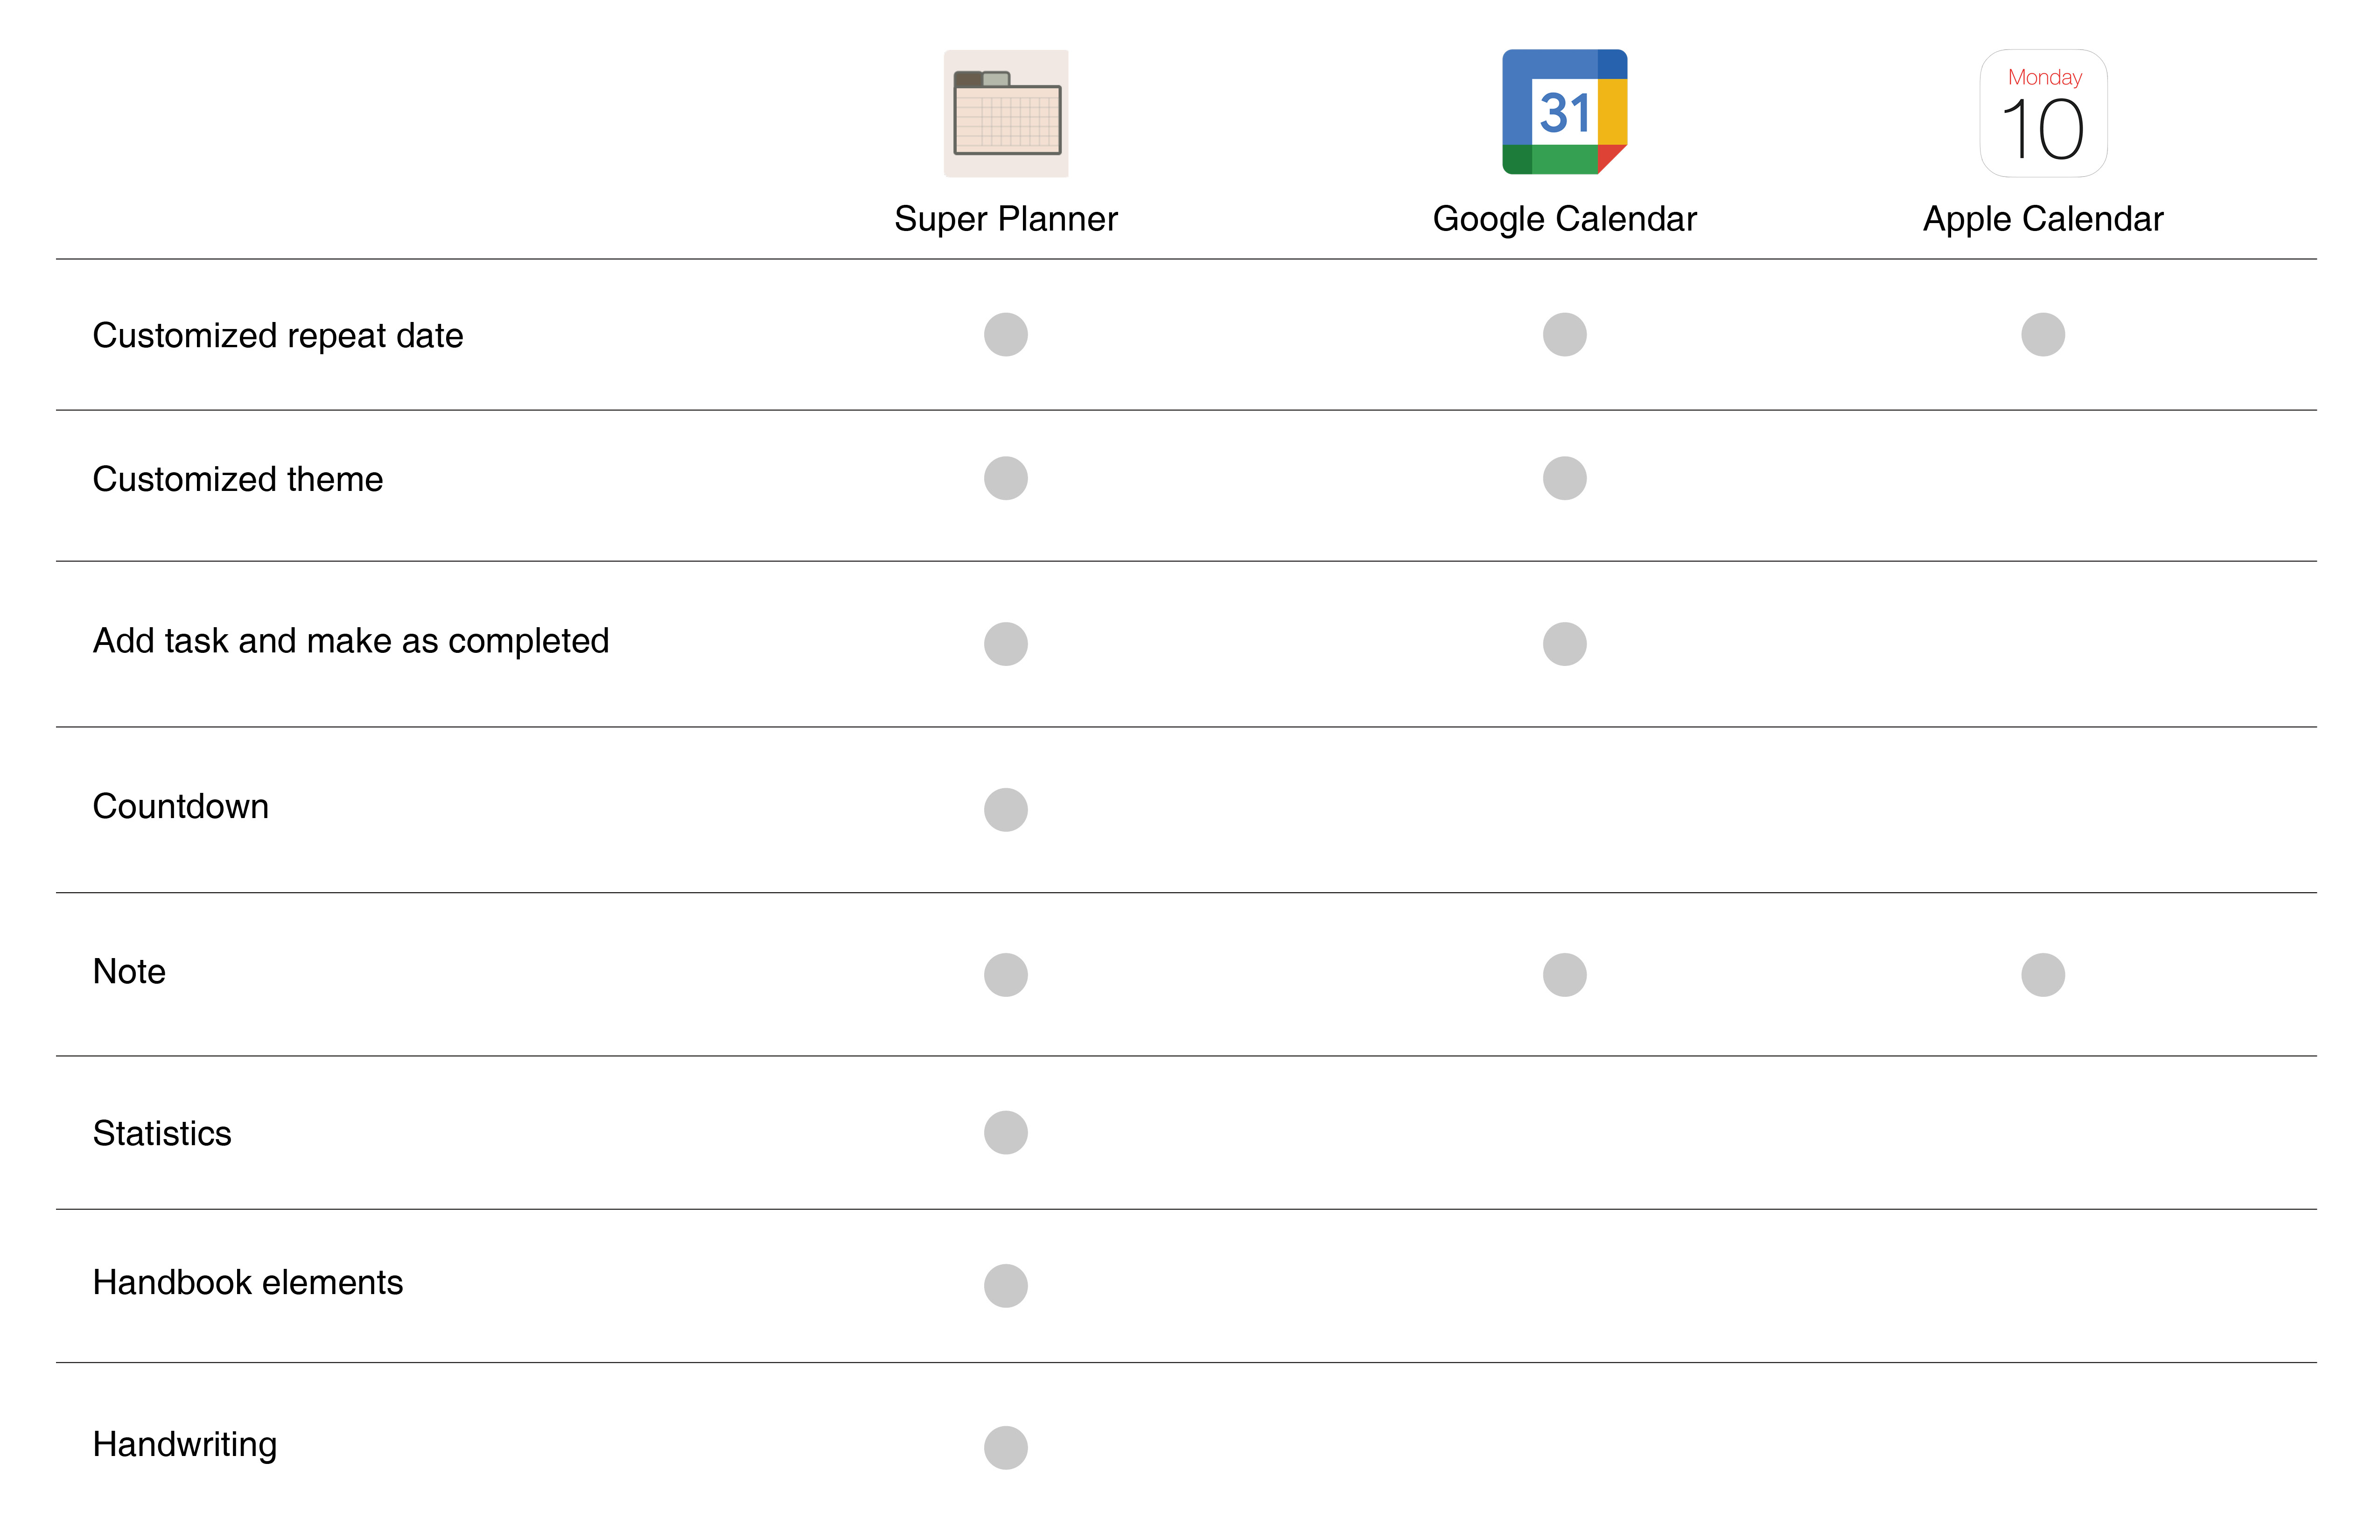 31
Monday
10
Super Planner
Google Calendar
Apple Calendar
Customized repeat date
Customized theme
Add task and make as completed
Countdown
Note
Statistics
Handbook elements
Handwriting